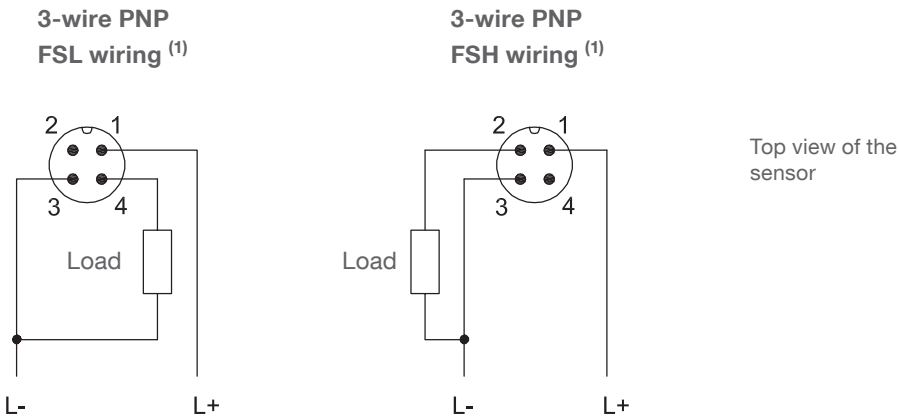 3-wire PNP
FSL wiring (1)
3-wire PNP
FSH wiring (1)
2 1
3 4
Load
L- L+
2 1
3 4
Load
L- L+
Top view of the
sensor